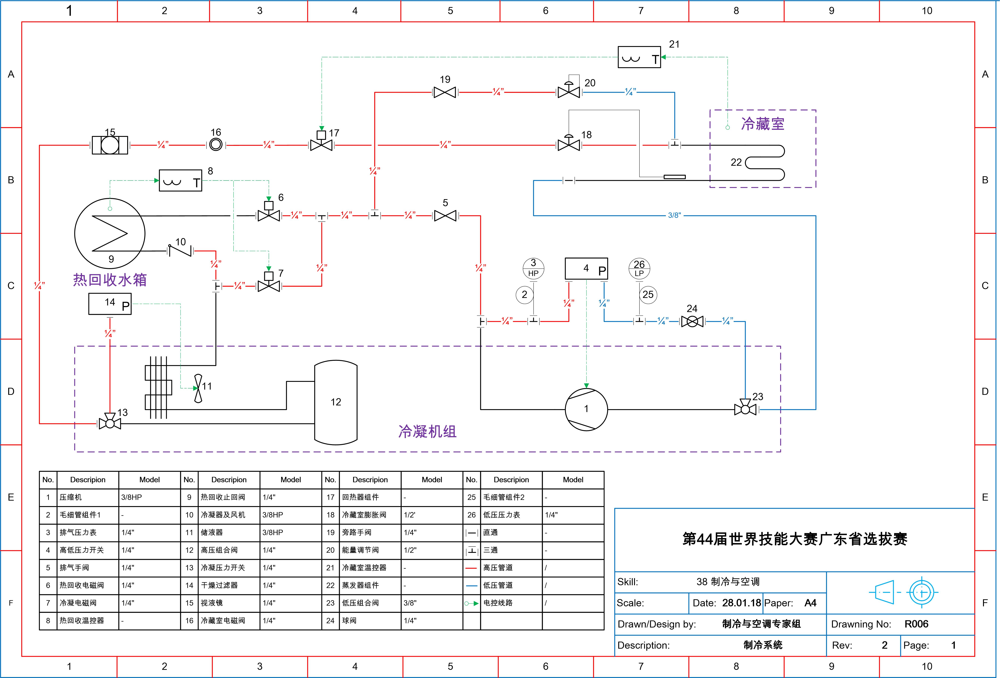 1 2 3 4 5 6 7 8 9 10
A A
21
T
19
20
¼” ¼”
冷藏室
15 16 17 18
¼” ¼” ¼”
22
8
T
B B
¼”
6
5
¼” ¼” ¼”
3/8"
10
9
¼”
7
¼” ¼” ¼”
3
HP
4 P
26
LP
热回收水箱
C C
¼” ¼”
2
25
¼” ¼”
14 P
24
¼” ¼” ¼” ¼”
11
12
D D
23
1
13
冷凝机组
No. Descripion Model No. Descripion Model No. Descripion Model No. Descripion Model
1 压缩机 3/8HP 9 热回收止回阀 1/4" 17 回热器组件 - 25 毛细管组件2 -
2 毛细管组件1 - 10 冷凝器及风机 3/8HP 18 冷藏室膨胀阀 1/2' 26 低压压力表 1/4"
3 排气压力表 1/4" 11 储液器 3/8HP 19 旁路手阀 1/4" 直通 -
4 高低压力开关 1/4" 12 高压组合阀 1/4" 20 能量调节阀 1/2" 三通 -
5 排气手阀 1/4" 13 冷凝压力开关 1/4" 21 冷藏室温控器 - 高压管道 /
6 热回收电磁阀 1/4" 14 干燥过滤器 1/4" 22 蒸发器组件 - 低压管道 /
7 冷凝电磁阀 1/4" 15 视液镜 1/4" 23 低压组合阀 3/8" 电控线路 /
8 热回收温控器 - 16 冷藏室电磁阀 1/4" 24 球阀 1/4"
E E
F F
第44届世界技能大赛广东省选拔赛
Skill: 38 制冷与空调
Scale: Date: 28.01.18 Paper: A4
Drawn/Design by: 制冷与空调专家组 Drawning No: R006
Description: 制冷系统 Rev: 2 Page: 1
1 2 3 4 5 6 7 8 9 10